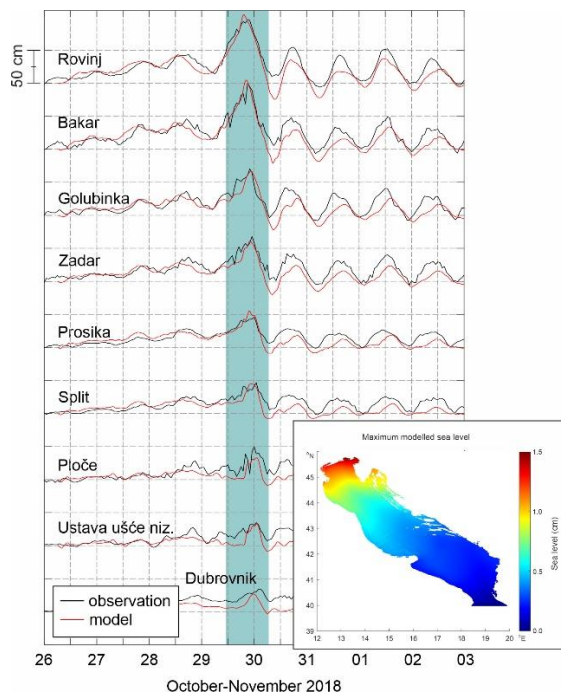 50 cm
Rovinj
Bakar
Golubinka
Zadar
Prosika
Split
Ploče
Ustava ušće niz.
Dubrovnik
observation
model
26 27 28 29 30 31 01 02 03
October-November 2018
Maximum modelled sea level
°N
46
45
44
43
42
41
40
39
12 13 14 15 16 17 18 19 20
°E
1.5
1.0
0.5
0.0
Sea level (cm)